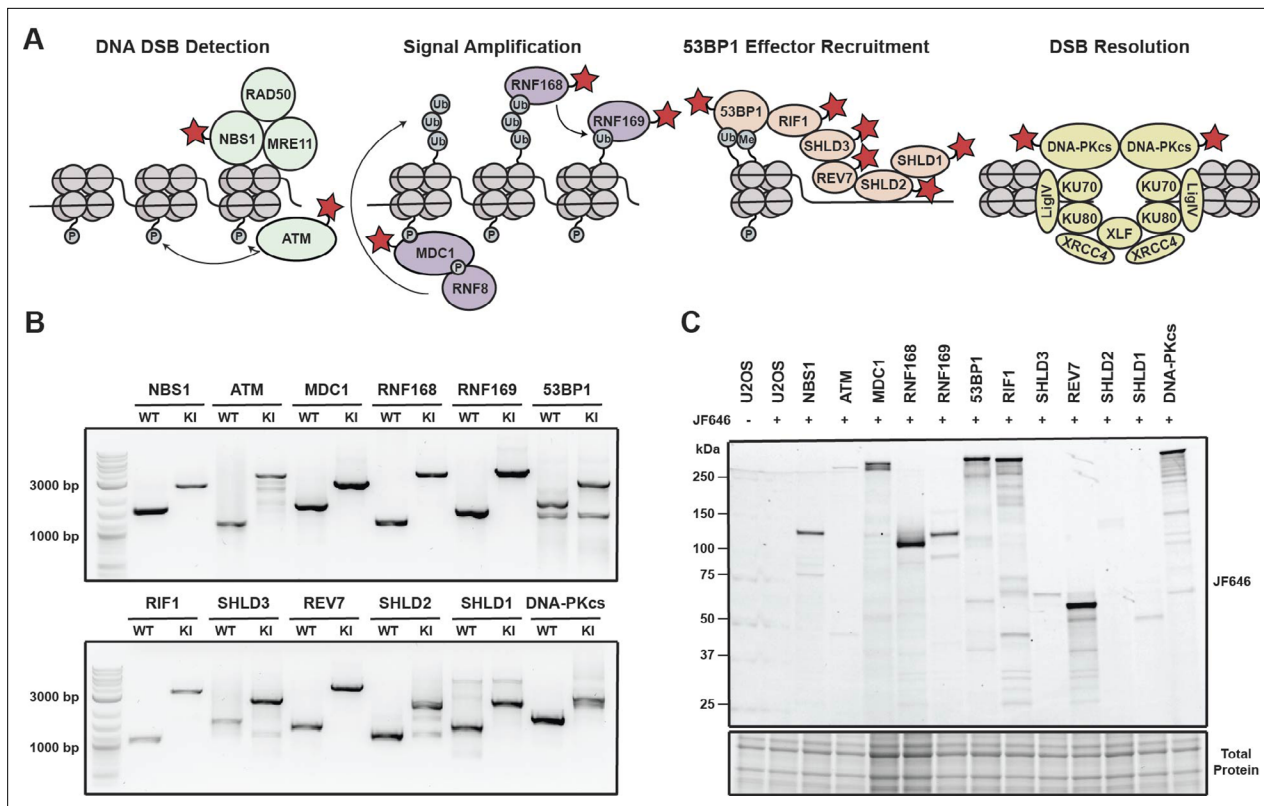 A
DNA DSB Detection
Signal Amplification
53BP1 Effector Recruitment
DSB Resolution
RAD50
NBS1
MRE11
ATM
P
P
Ub
Ub
Ub
RNF168
Ub
Ub
Ub
RNF169
Ub
P
MDC1
P
RNF8
P
P
53BP1
RIF1
Ub
Me
SHLD3
SHLD1
REV7
SHLD2
P
DNA-PKcs
DNA-PKcs
LigIV
KU70
KU70
LigIV
KU80
KU80
XLF
XRCC4
XRCC4
B
NBS1 ATM MDC1 RNF168 RNF169 53BP1
WT KI WT KI WT KI WT KI WT KI WT KI
3000 bp
1000 bp
RIF1 SHLD3 REV7 SHLD2 SHLD1 DNA-PKcs
WT KI WT KI WT KI WT KI WT KI WT KI
3000 bp
1000 bp
C
U2OS U2OS NBS1 ATM MDC1 RNF168 RNF169 53BP1 RIF1 SHLD3 REV7 SHLD2 SHLD1 DNA-PKcs
JF646 - + + + + + + + + + + + + +
kDa
250
150
100
75
50
37
25
JF646
Total
Protein